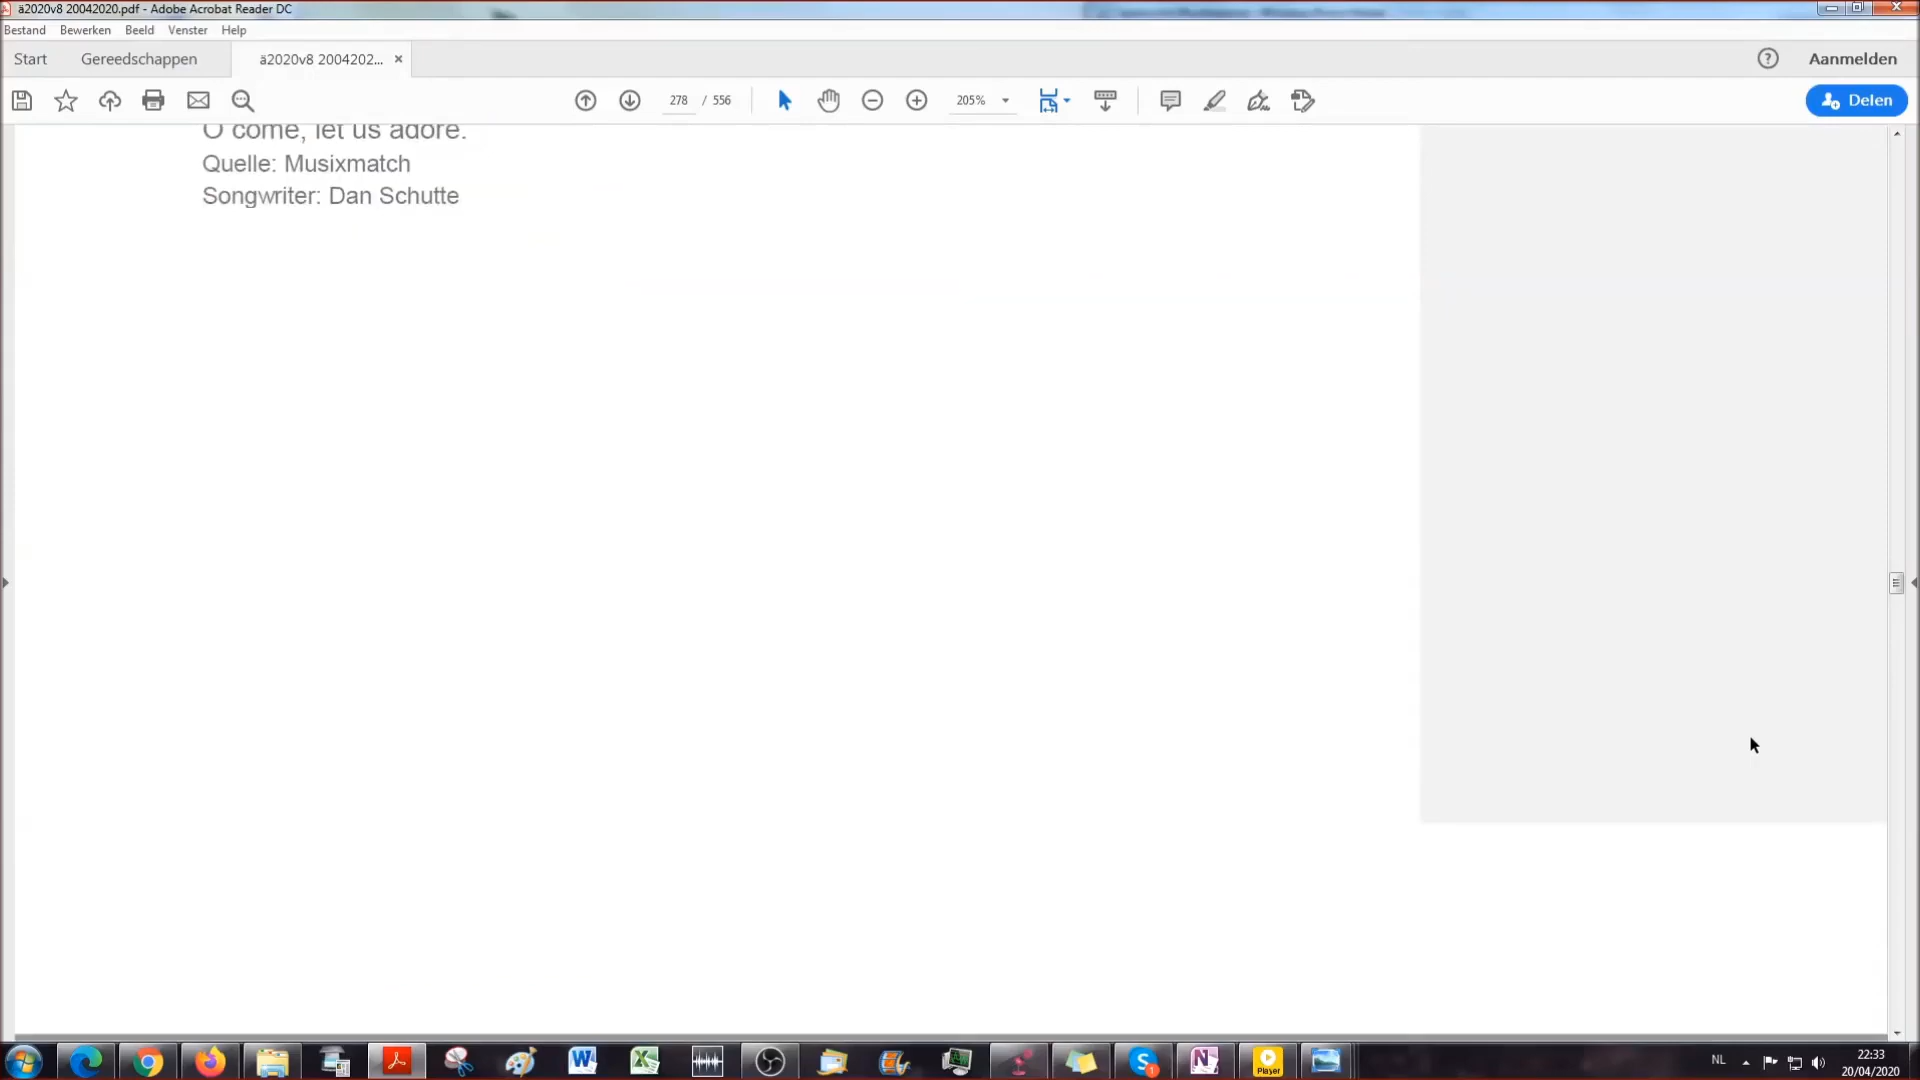 ä2020v8 20042020.pdf - Adobe Acrobat Reader DC
Bestand Bewerken Beeld Venster Help
Start Gereedschappen ä2020v8 2004202... Aanmelden
278 / 556 205% Delen
O come, let us adore.
Quelle: Musixmatch
Songwriter: Dan Schutte
NL 22:33
20/04/2020
Player